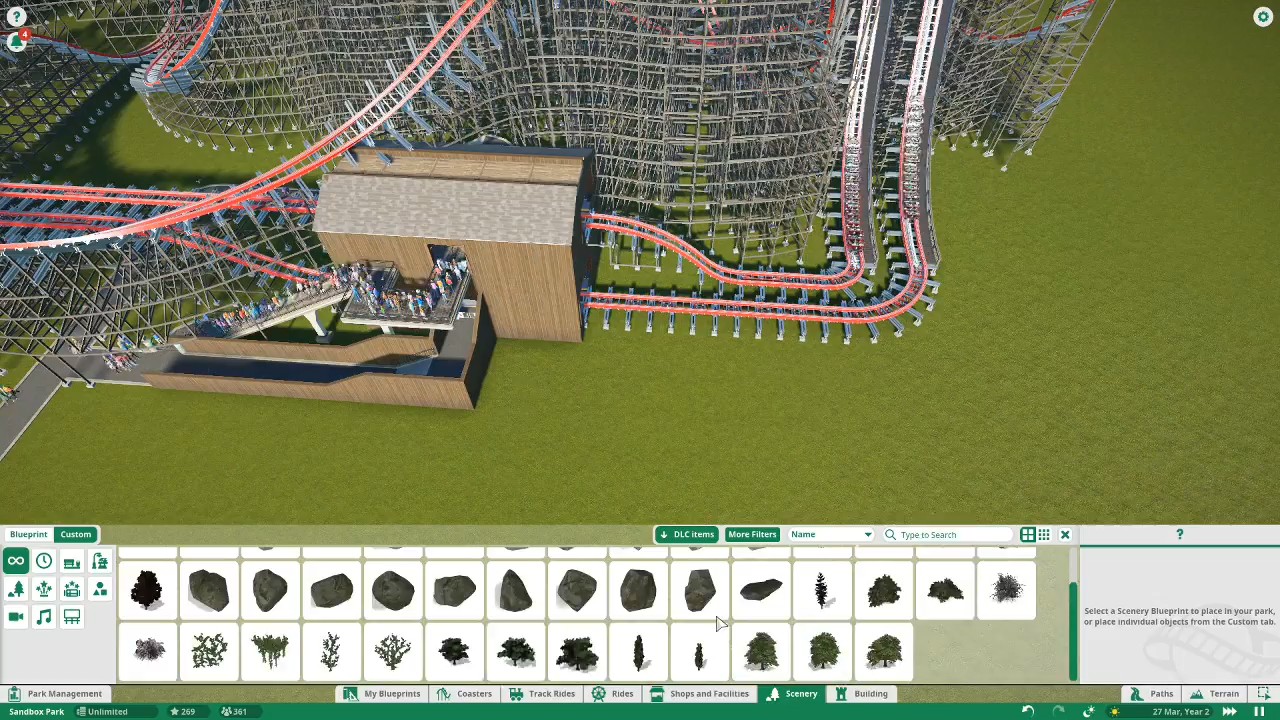 ?
4
Blueprint Custom DLC items More Filters Name Type to Search ?
Select a Scenery Blueprint to place in your park,
or place individual objects from the Custom tab.
Park Management My Blueprints Coasters Track Rides Rides Shops and Facilities Scenery Building Paths Terrain
Sandbox Park Unlimited 269 361 27 Mar, Year 2